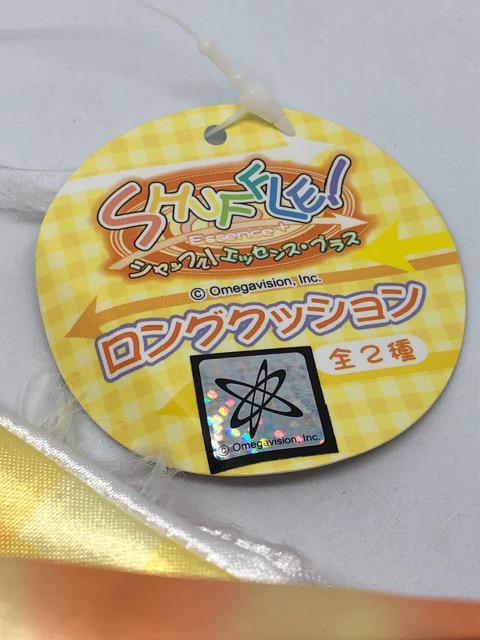 SHUFFLE!
Essence+
シャッフル!エッセンス・プラス
© Omegavision, Inc.
ロングクッション
全2種
© Omegavision, Inc.